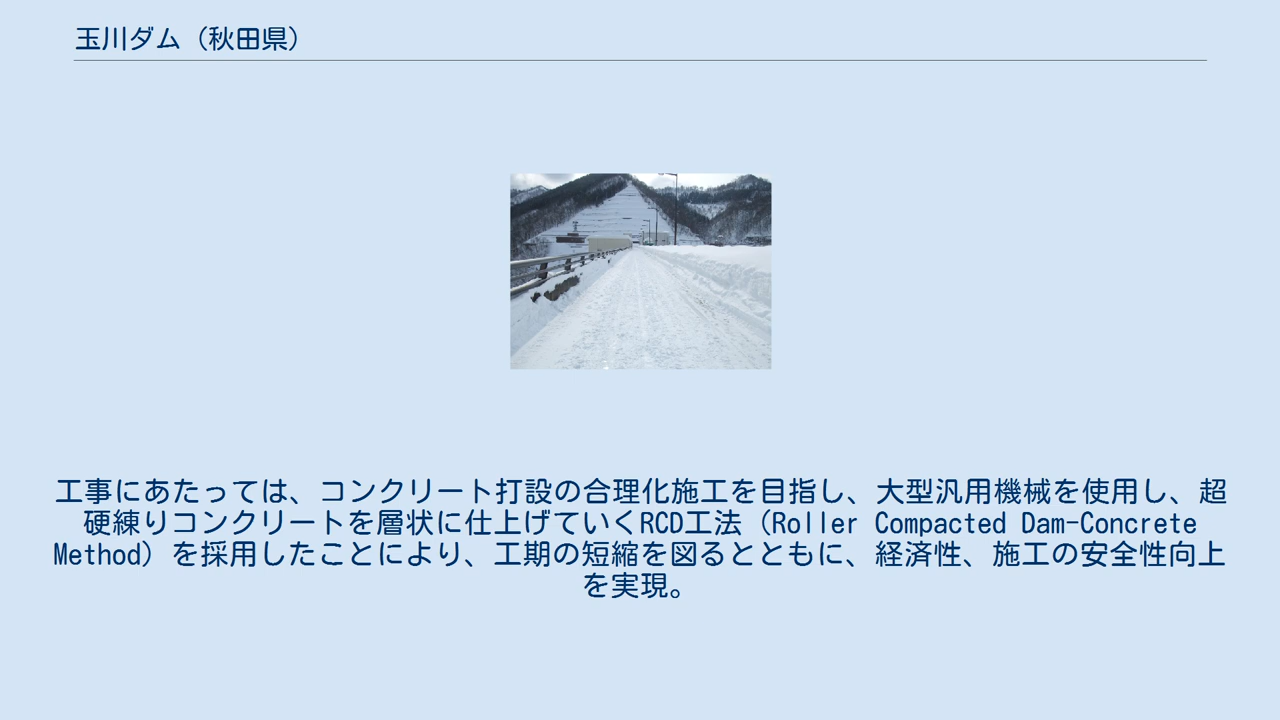 玉川ダム（秋田県）
工事にあたっては、コンクリート打設の合理化施工を目指し、大型汎用機械を使用し、超
硬練りコンクリートを層状に仕上げていくRCD工法（Roller Compacted Dam-Concrete
Method）を採用したことにより、工期の短縮を図るとともに、経済性、施工の安全性向上
を実現。